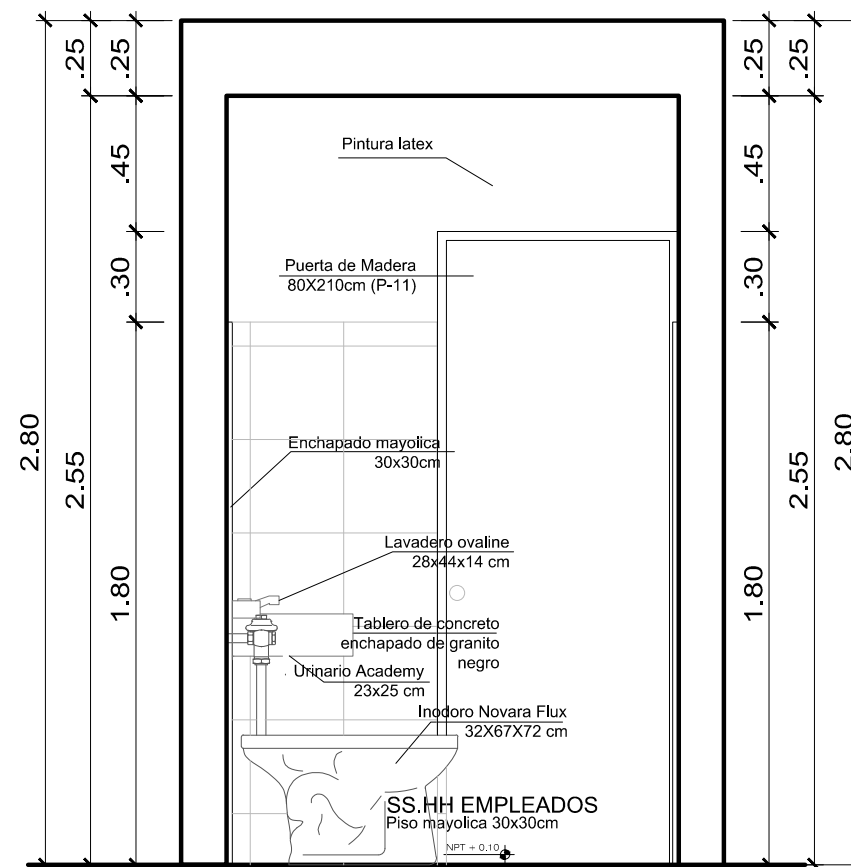 .25
.25
.25
.25
.45
.45
Pintura latex
.30
.30
Puerta de Madera
80X210cm (P-11)
2.80
2.55
1.80
Enchapado mayolica
30x30cm
2.80
2.55
1.80
Lavadero ovaline
28x44x14 cm
Tablero de concreto
enchapado de granito
negro
Urinario Academy
23x25 cm
Inodoro Novara Flux
32X67X72 cm
SS.HH EMPLEADOS
Piso mayolica 30x30cm
NPT + 0.10